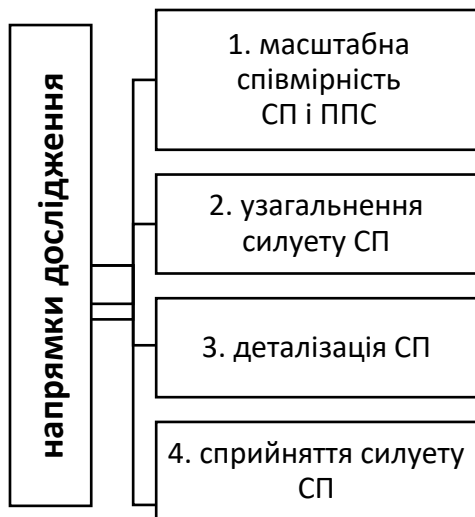 напрямки дослідження
1. масштабна
співмірність
СП і ППС
2. узагальнення
силуету СП
3. деталізація СП
4. сприйняття силуету
СП